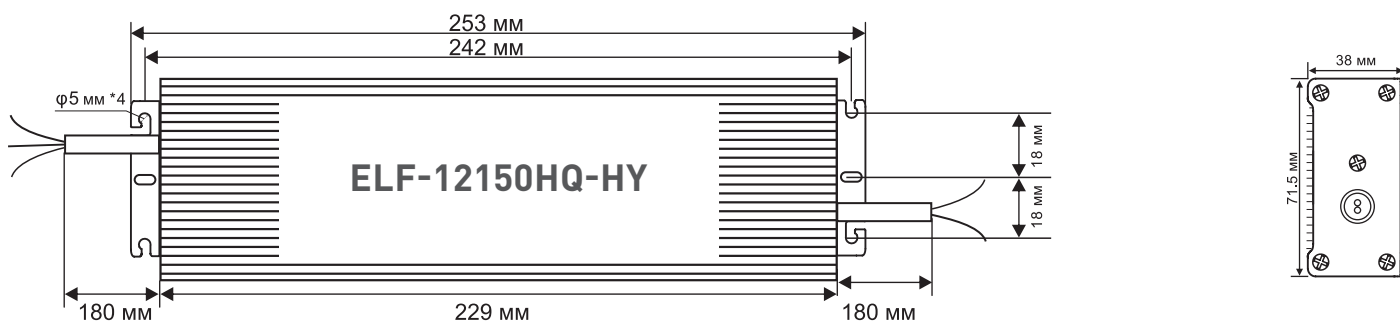 253 мм
242 мм
38 мм
φ5 мм *4
18 мм
71.5 мм
ELF-12150HQ-HY
18 мм
180 мм
229 мм
180 мм